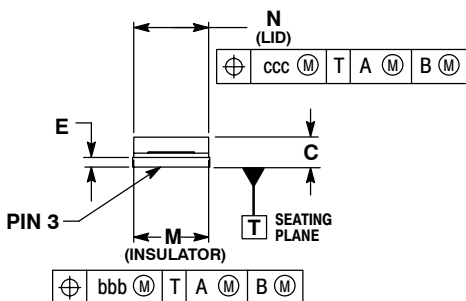 N
(LID)
⌖ ccc Ⓜ T A Ⓜ B Ⓜ
E
C
PIN 3
M
(INSULATOR)
T SEATING
PLANE
⌖ bbb Ⓜ T A Ⓜ B Ⓜ